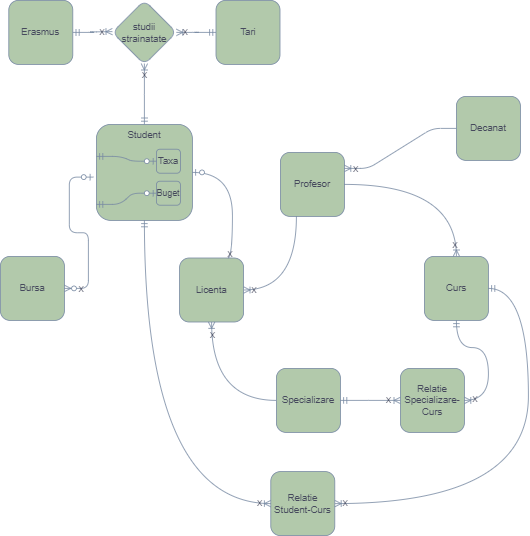 Erasmus
studii
strainatate
Tari
Student
Taxa
Buget
Decanat
Profesor
Bursa
Licenta
Curs
Specializare
Relatie
Specializare-
Curs
Relatie
Student-Curs